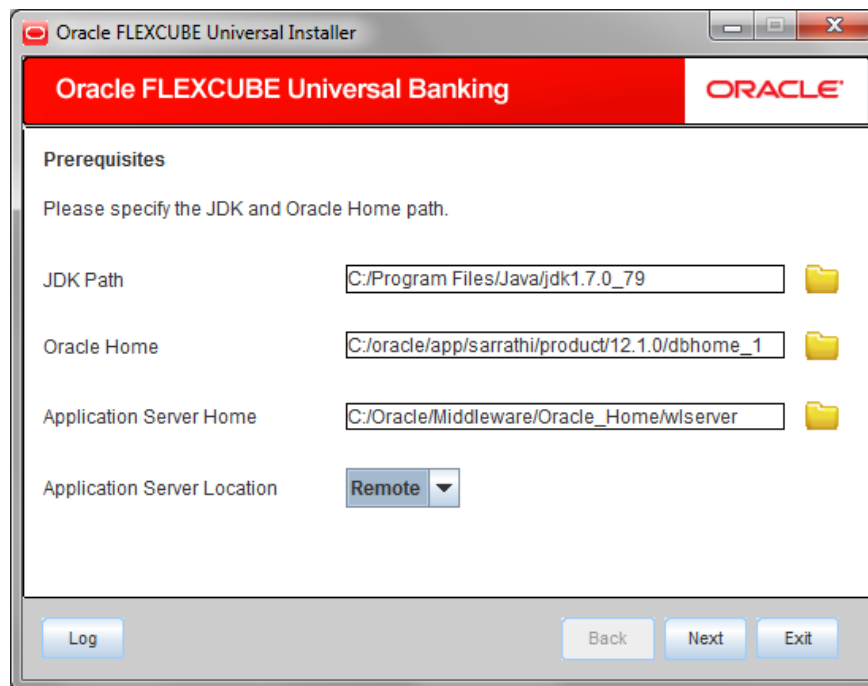 Oracle FLEXCUBE Universal Installer
Oracle FLEXCUBE Universal Banking
ORACLE
Prerequisites
Please specify the JDK and Oracle Home path.
JDK Path C:/Program Files/Java/jdk1.7.0_79
Oracle Home C:/oracle/app/sarrathi/product/12.1.0/dbhome_1
Application Server Home C:/Oracle/Middleware/Oracle_Home/wlserver
Application Server Location Remote
Log Back Next Exit